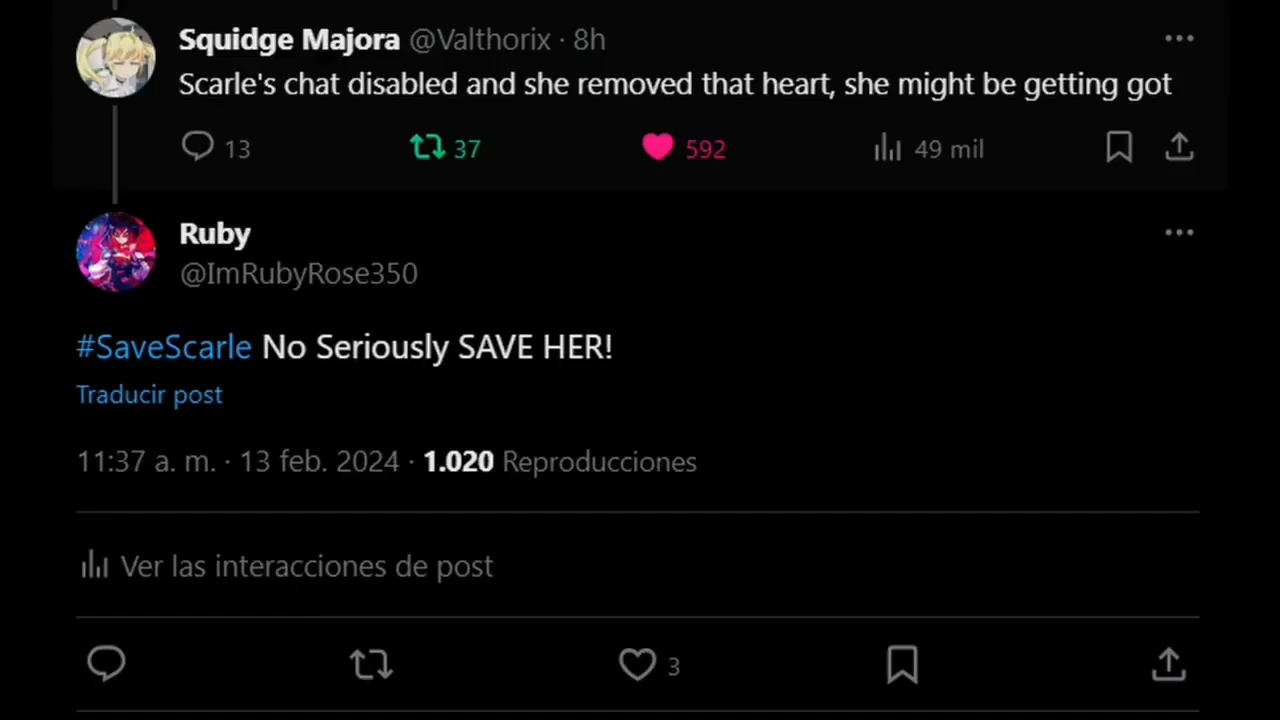 Squidge Majora @Valthorix · 8h
Scarle's chat disabled and she removed that heart, she might be getting got
13 37 592 49 mil
Ruby
@ImRubyRose350
#SaveScarle No Seriously SAVE HER!
Traducir post
11:37 a. m. · 13 feb. 2024 · 1.020 Reproducciones
Ver las interacciones de post
3